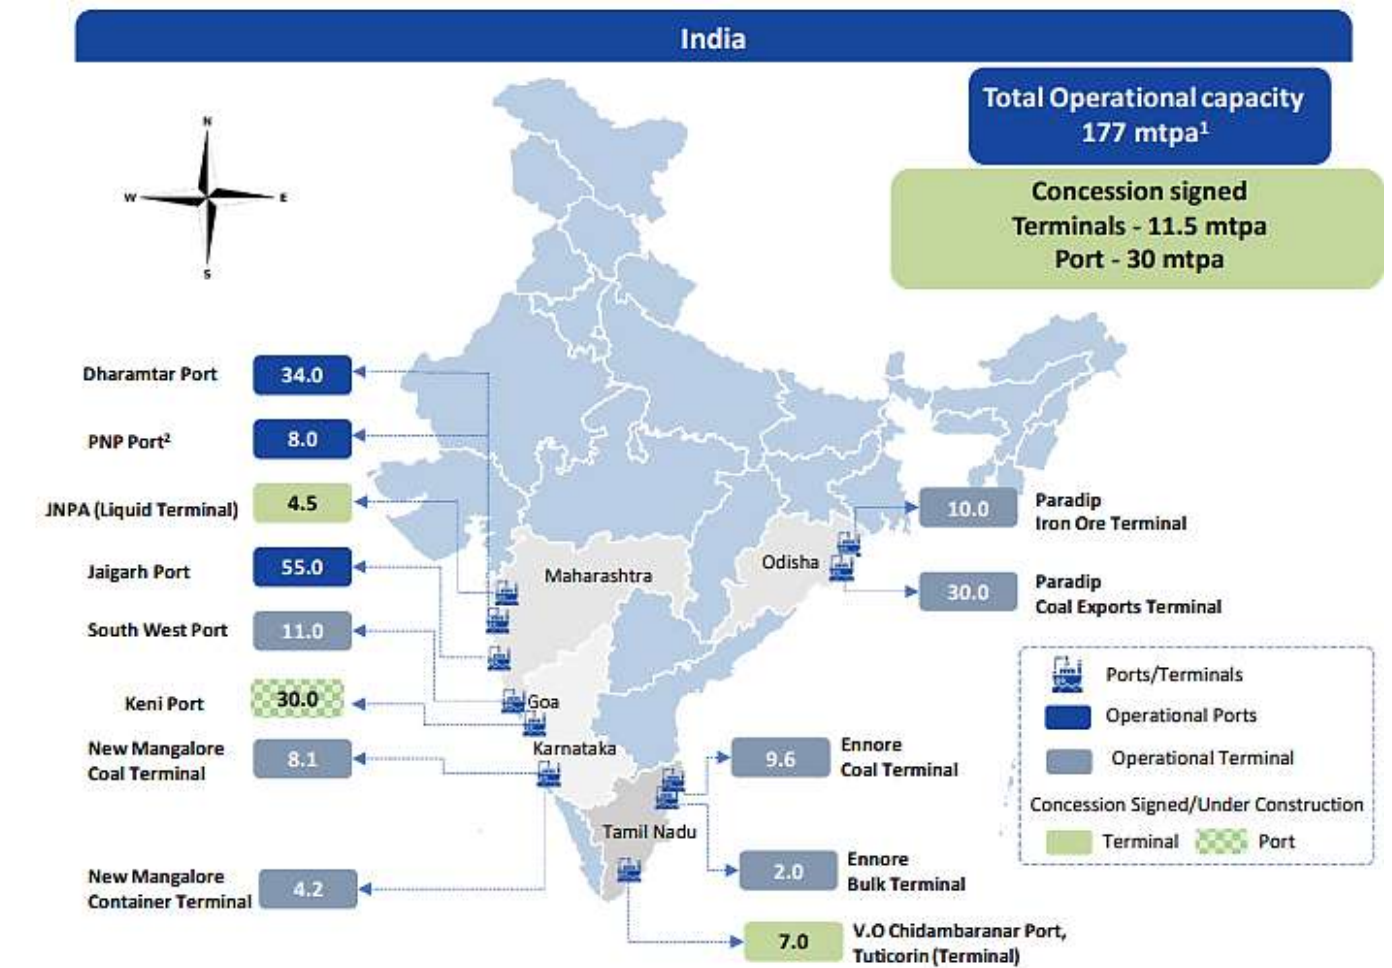 India
Total Operational capacity
177 mtpa¹
Concession signed
Terminals - 11.5 mtpa
Port - 30 mtpa
N
W
E
S
Dharamtar Port
34.0
PNP Port²
8.0
JNPA (Liquid Terminal)
4.5
Jaigarh Port
55.0
South West Port
11.0
Keni Port
30.0
New Mangalore
Coal Terminal
8.1
New Mangalore
Container Terminal
4.2
Maharashtra
Odisha
Goa
Karnataka
Tamil Nadu
10.0
Paradip
Iron Ore Terminal
30.0
Paradip
Coal Exports Terminal
9.6
Ennore
Coal Terminal
2.0
Ennore
Bulk Terminal
7.0
V.O Chidambaranar Port,
Tuticorin (Terminal)
Ports/Terminals
Operational Ports
Operational Terminal
Concession Signed/Under Construction
Terminal
Port